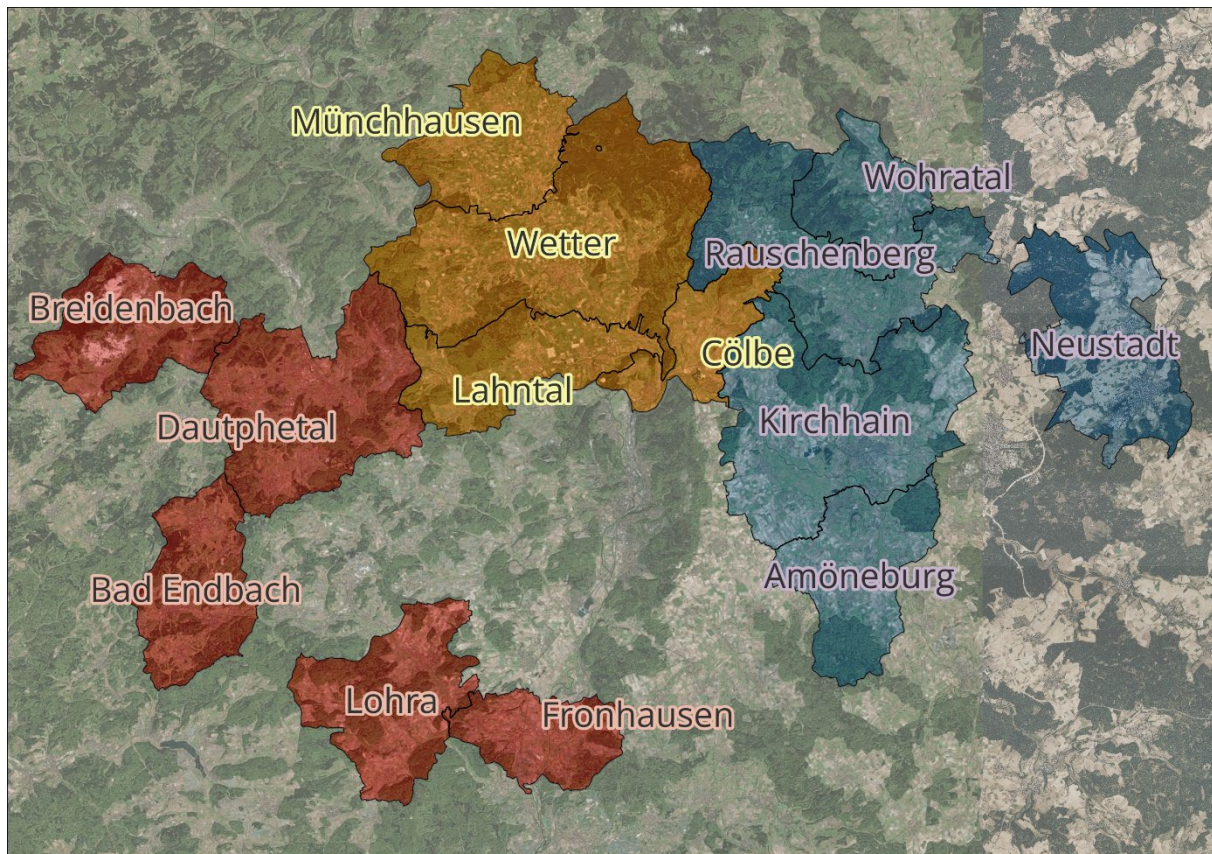 Münchhausen
Wohratal
Wetter
Rauschenberg
Breidenbach
Neustadt
Cölbe
Lahntal
Kirchhain
Dautphetal
Amöneburg
Bad Endbach
Lohra
Fronhausen